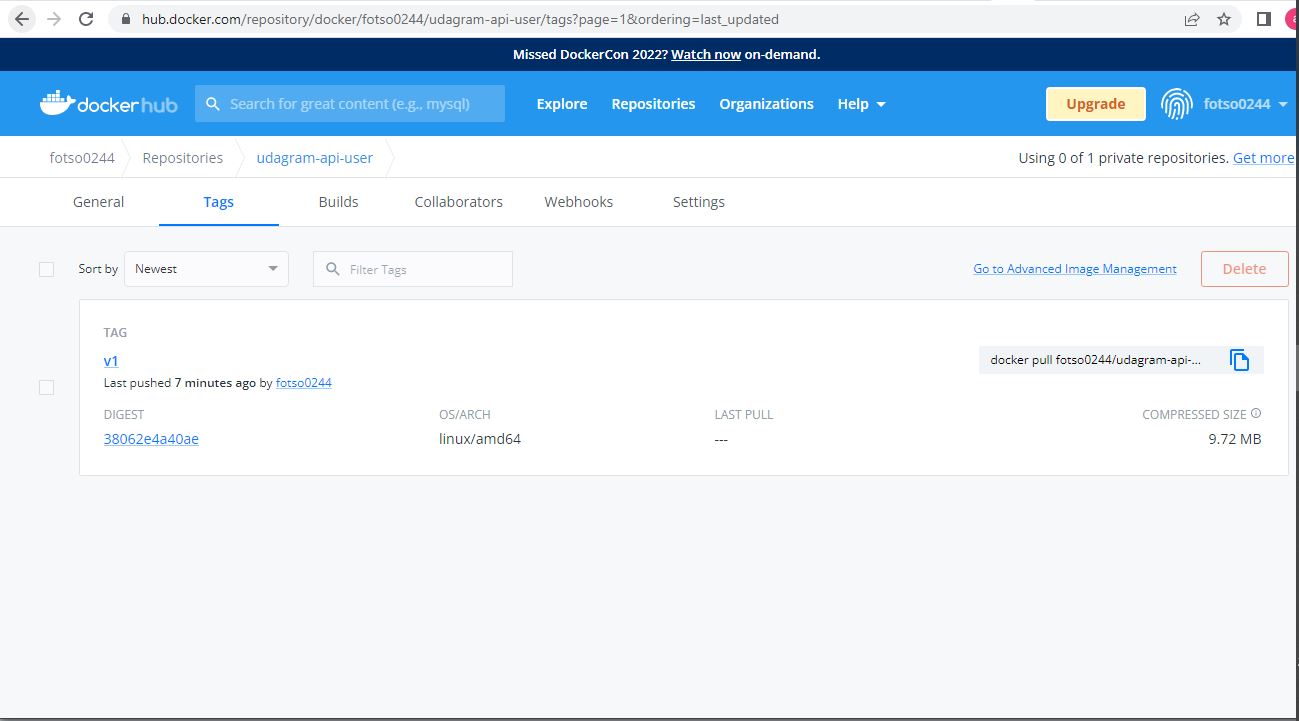 hub.docker.com/repository/docker/fotso0244/udagram-api-user/tags?page=1&ordering=last_updated
Missed DockerCon 2022? Watch now on-demand.
dockerhub Search for great content (e.g., mysql) Explore Repositories Organizations Help Upgrade fotso0244
fotso0244 Repositories udagram-api-user Using 0 of 1 private repositories. Get more
General Tags Builds Collaborators Webhooks Settings
Sort by Newest Filter Tags Go to Advanced Image Management Delete
TAG
v1 docker pull fotso0244/udagram-api-...
Last pushed 7 minutes ago by fotso0244
DIGEST OS/ARCH LAST PULL COMPRESSED SIZE
38062e4a40ae linux/amd64 --- 9.72 MB